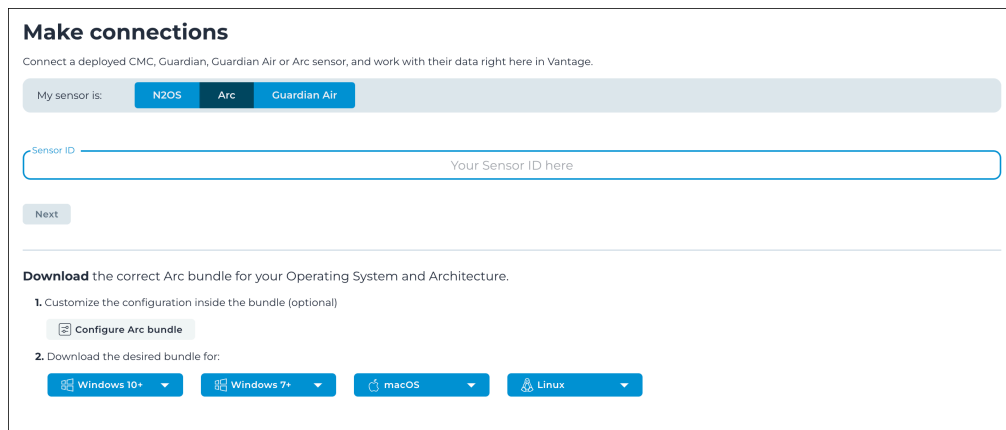 Make connections
Connect a deployed CMC, Guardian, Guardian Air or Arc sensor, and work with their data right here in Vantage.
My sensor is: N2OS Arc Guardian Air
Sensor ID
Your Sensor ID here
Next
Download the correct Arc bundle for your Operating System and Architecture.
1. Customize the configuration inside the bundle (optional)
Configure Arc bundle
2. Download the desired bundle for:
Windows 10+ Windows 7+ macOS Linux